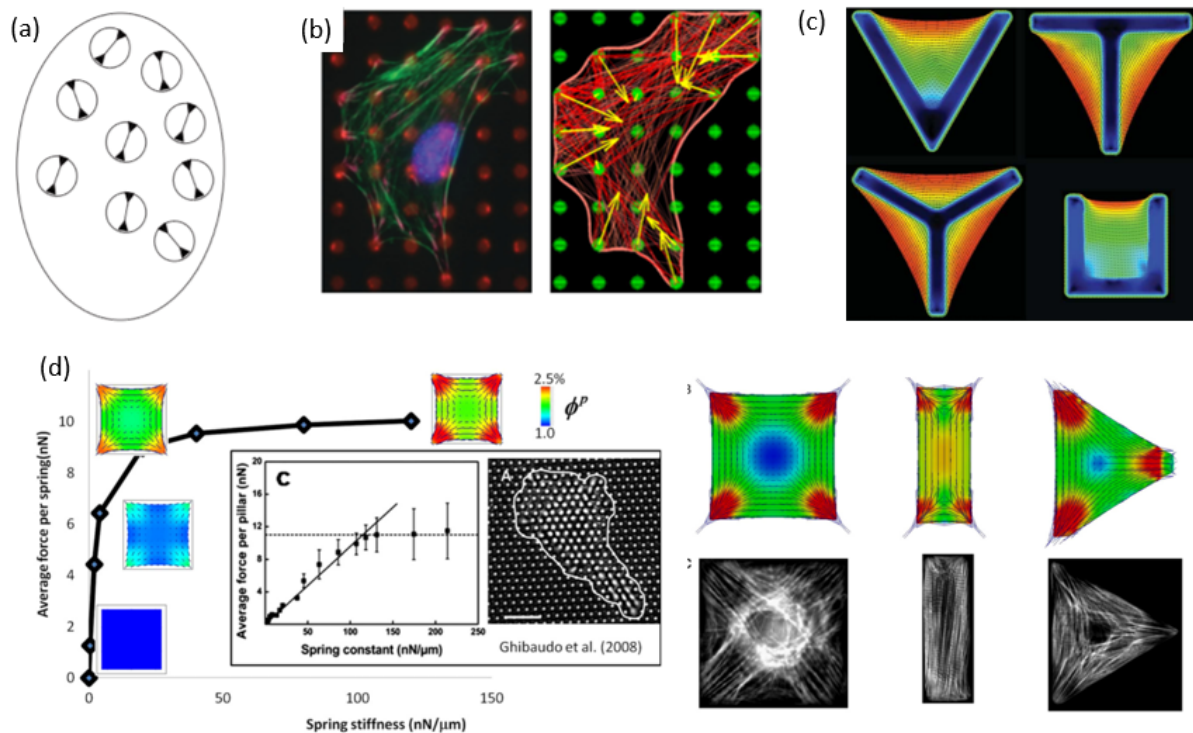 (a)
(b)
(c)
(d)
2.5%
ϕᵖ
1.0
Average force per spring(nN)
10
8
6
4
2
0
0
50
100
150
Spring stiffness (nN/μm)
C
Average force per pillar (nN)
20
16
12
8
4
50
100
150
200
250
Spring constant (nN/μm)
A
Ghibaudo et al. (2008)